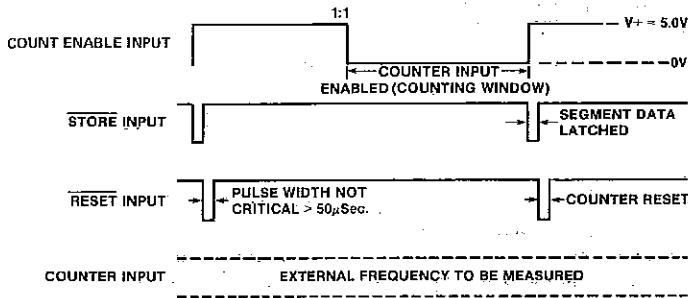 1:1
COUNT ENABLE INPUT
V+ = 5.0V
0V
COUNTER INPUT
ENABLED (COUNTING WINDOW)
STORE INPUT
SEGMENT DATA
LATCHED
RESET INPUT
PULSE WIDTH NOT
CRITICAL > 50µSec.
COUNTER RESET
COUNTER INPUT
EXTERNAL FREQUENCY TO BE MEASURED